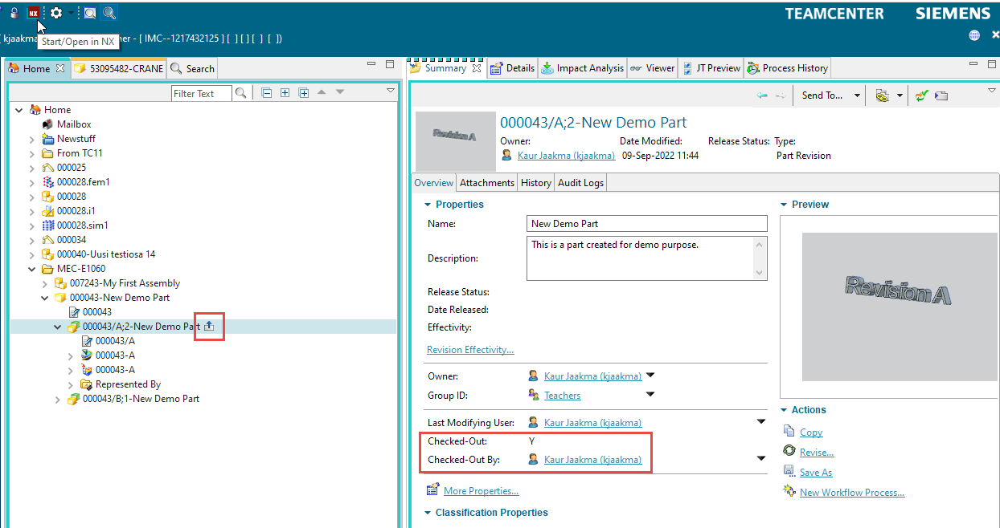 NX
TEAMCENTER SIEMENS
kjaakma
her - [ IMC--1217432125 ] [ ] [ ] [ ] [ ])
Start/Open in NX
Home
53095482-CRANE
Search
Filter Text
Home
Mailbox
Newstuff
From TC11
000025
000028.fem1
000028
000028.i1
000028.sim1
000034
000040-Uusi testiosa 14
MEC-E1060
007243-My First Assembly
000043-New Demo Part
000043
000043/A;2-New Demo Part
000043/A
000043-A
000043-A
Represented By
000043/B;1-New Demo Part
Summary
Details
Impact Analysis
Viewer
JT Preview
Process History
Send To...
Revision A
000043/A;2-New Demo Part
Owner: Date Modified: Release Status: Type:
Kaur Jaakma (kjaakma) 09-Sep-2022 11:44 Part Revision
Overview Attachments History Audit Logs
Properties
Name: New Demo Part
Description: This is a part created for demo purpose.
Release Status:
Date Released:
Effectivity:
Revision Effectivity...
Owner: Kaur Jaakma (kjaakma)
Group ID: Teachers
Last Modifying User: Kaur Jaakma (kjaakma)
Checked-Out: Y
Checked-Out By: Kaur Jaakma (kjaakma)
More Properties...
Classification Properties
Preview
Revision A
Actions
Copy
Revise...
Save As
New Workflow Process...